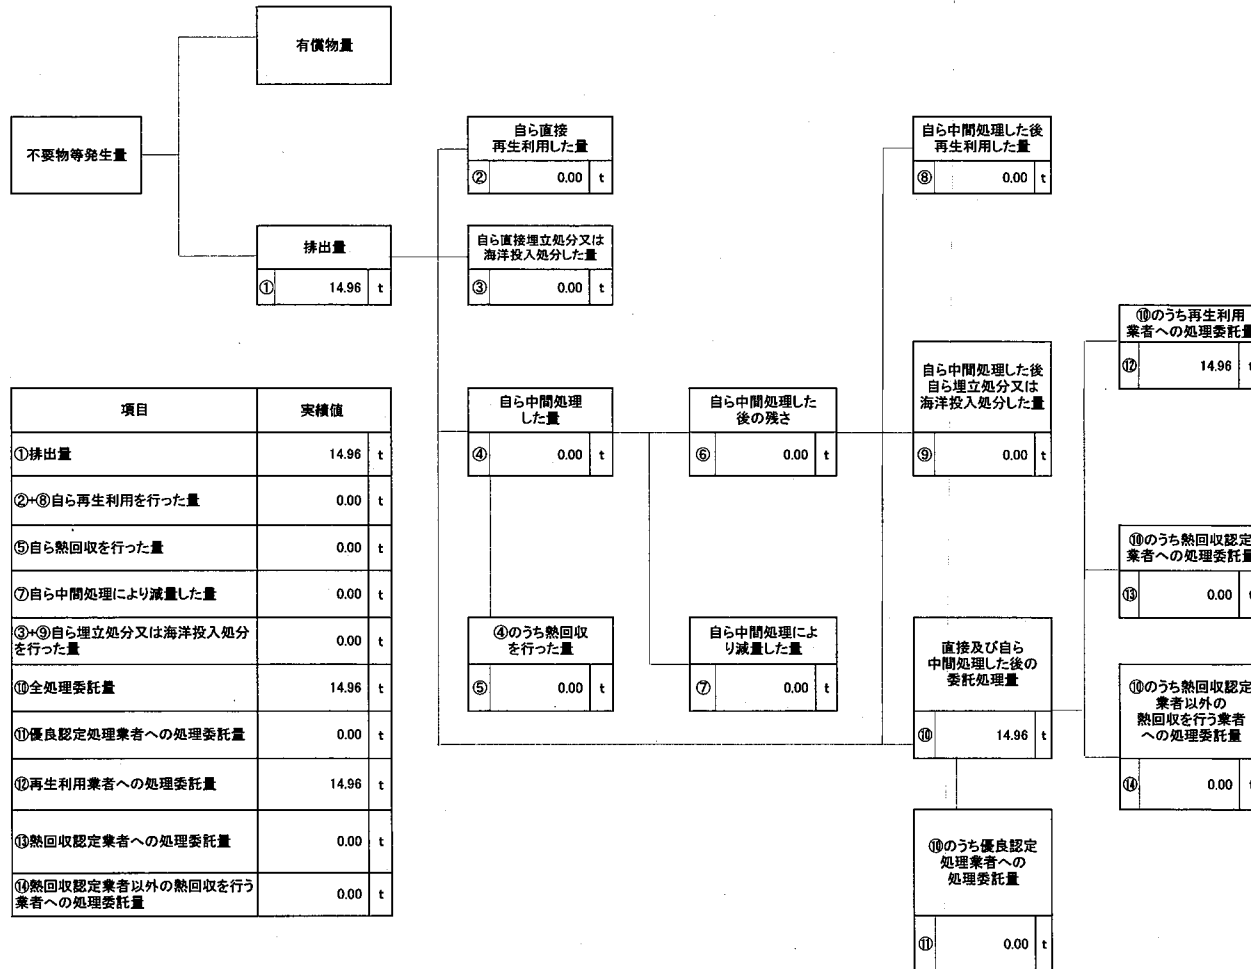 有償物量
不要物等発生量
排出量
① 14.96 t
自ら直接
再生利用した量
② 0.00 t
自ら直接埋立処分又は
海洋投入処分した量
③ 0.00 t
自ら中間処理
した量
④ 0.00 t
④のうち熱回収
を行った量
⑤ 0.00 t
自ら中間処理した
後の残さ
⑥ 0.00 t
自ら中間処理によ
り減量した量
⑦ 0.00 t
自ら中間処理した後
再生利用した量
⑧ 0.00 t
自ら中間処理した後
自ら埋立処分又は
海洋投入処分した量
⑨ 0.00 t
直接及び自ら
中間処理した後の
委託処理量
⑩ 14.96 t
⑩のうち優良認定
処理業者への
処理委託量
⑪ 0.00 t
⑩のうち再生利用
業者への処理委託量
⑫ 14.96 t
⑩のうち熱回収認定
業者への処理委託量
⑬ 0.00 t
⑩のうち熱回収認定
業者以外の
熱回収を行う業者
への処理委託量
⑭ 0.00 t
項目 実績値
①排出量 14.96 t
②+⑧自ら再生利用を行った量 0.00 t
⑤自ら熱回収を行った量 0.00 t
⑦自ら中間処理により減量した量 0.00 t
③+⑨自ら埋立処分又は海洋投入処分
を行った量 0.00 t
⑩全処理委託量 14.96 t
⑪優良認定処理業者への処理委託量 0.00 t
⑫再生利用業者への処理委託量 14.96 t
⑬熱回収認定業者への処理委託量 0.00 t
⑭熱回収認定業者以外の熱回収を行う
業者への処理委託量 0.00 t